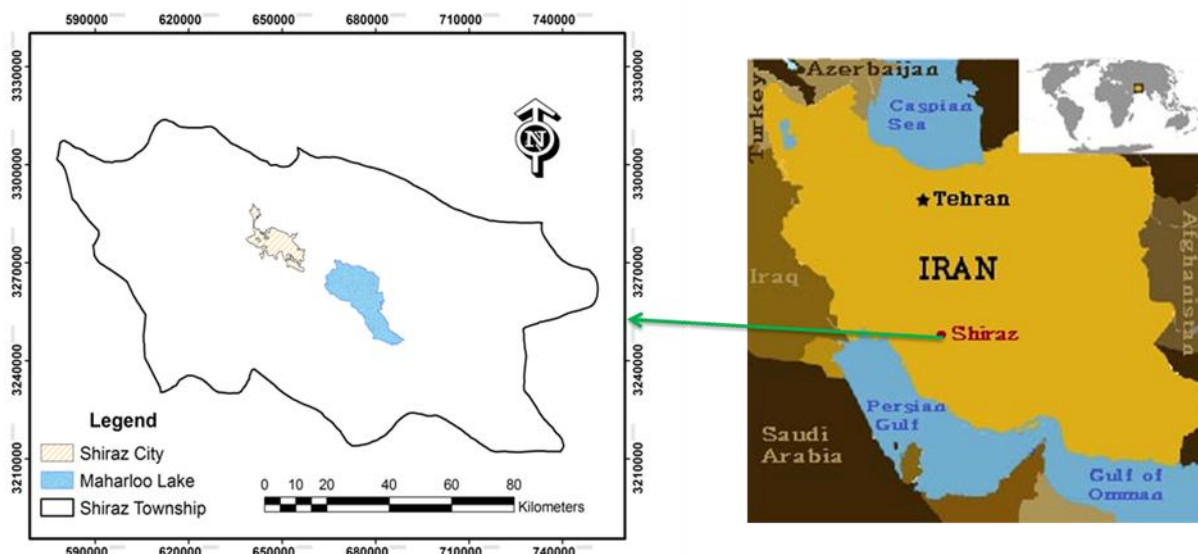 590000 620000 650000 680000 710000 740000
3330000
3300000
3270000
3240000
3210000
N
3330000
3300000
3270000
3240000
3210000
Legend
Shiraz City
Maharloo Lake
Shiraz Township
0 10 20 40 60 80
Kilometers
590000 620000 650000 680000 710000 740000
Azerbaijan
Turkey
Caspian
Sea
Tehran
Afghanistan
IRAN
Iraq
Shiraz
Persian
Gulf
Saudi
Arabia
Gulf of
Omman